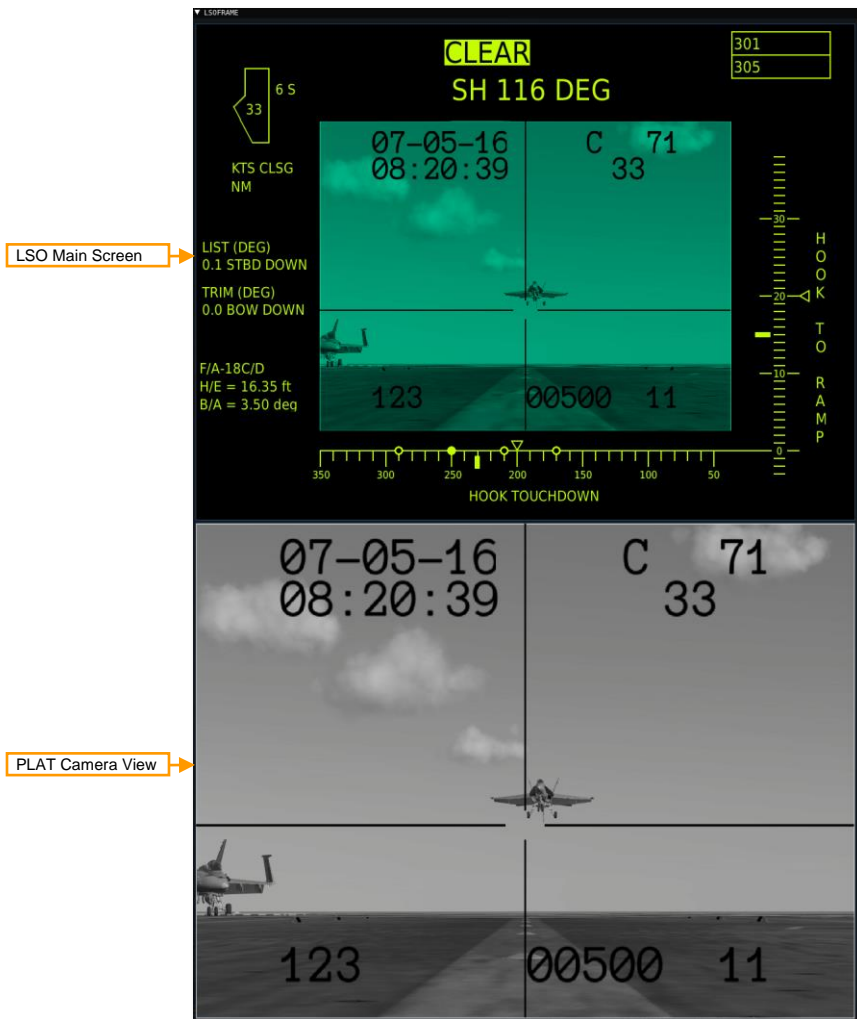 ▼ LSOFRAME
CLEAR
SH 116 DEG
301
305
33
6 S
KTS CLSG
NM
07-05-16 C 71
08:20:39 33
LSO Main Screen
LIST (DEG)
0.1 STBD DOWN
TRIM (DEG)
0.0 BOW DOWN
F/A-18C/D
H/E = 16.35 ft
B/A = 3.50 deg
123 00500 11
30
20
10
0
HOOK TO RAMP
350 300 250 200 150 100 50
HOOK TOUCHDOWN
07-05-16 C 71
08:20:39 33
PLAT Camera View
123 00500 11